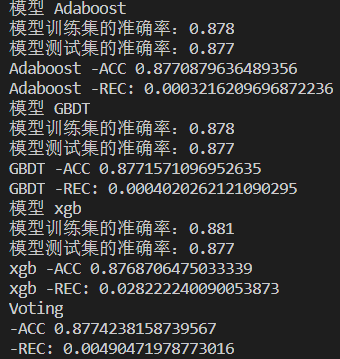 模型 Adaboost
模型训练集的准确率：0.878
模型测试集的准确率：0.877
Adaboost -ACC 0.8770879636489356
Adaboost -REC: 0.0003216209696872236
模型 GBDT
模型训练集的准确率：0.878
模型测试集的准确率：0.877
GBDT -ACC 0.8771571096952635
GBDT -REC: 0.0004020262121090295
模型 xgb
模型训练集的准确率：0.881
模型测试集的准确率：0.877
xgb -ACC 0.8768706475033339
xgb -REC: 0.028222240090053873
Voting
-ACC 0.8774238158739567
-REC: 0.00490471978773016